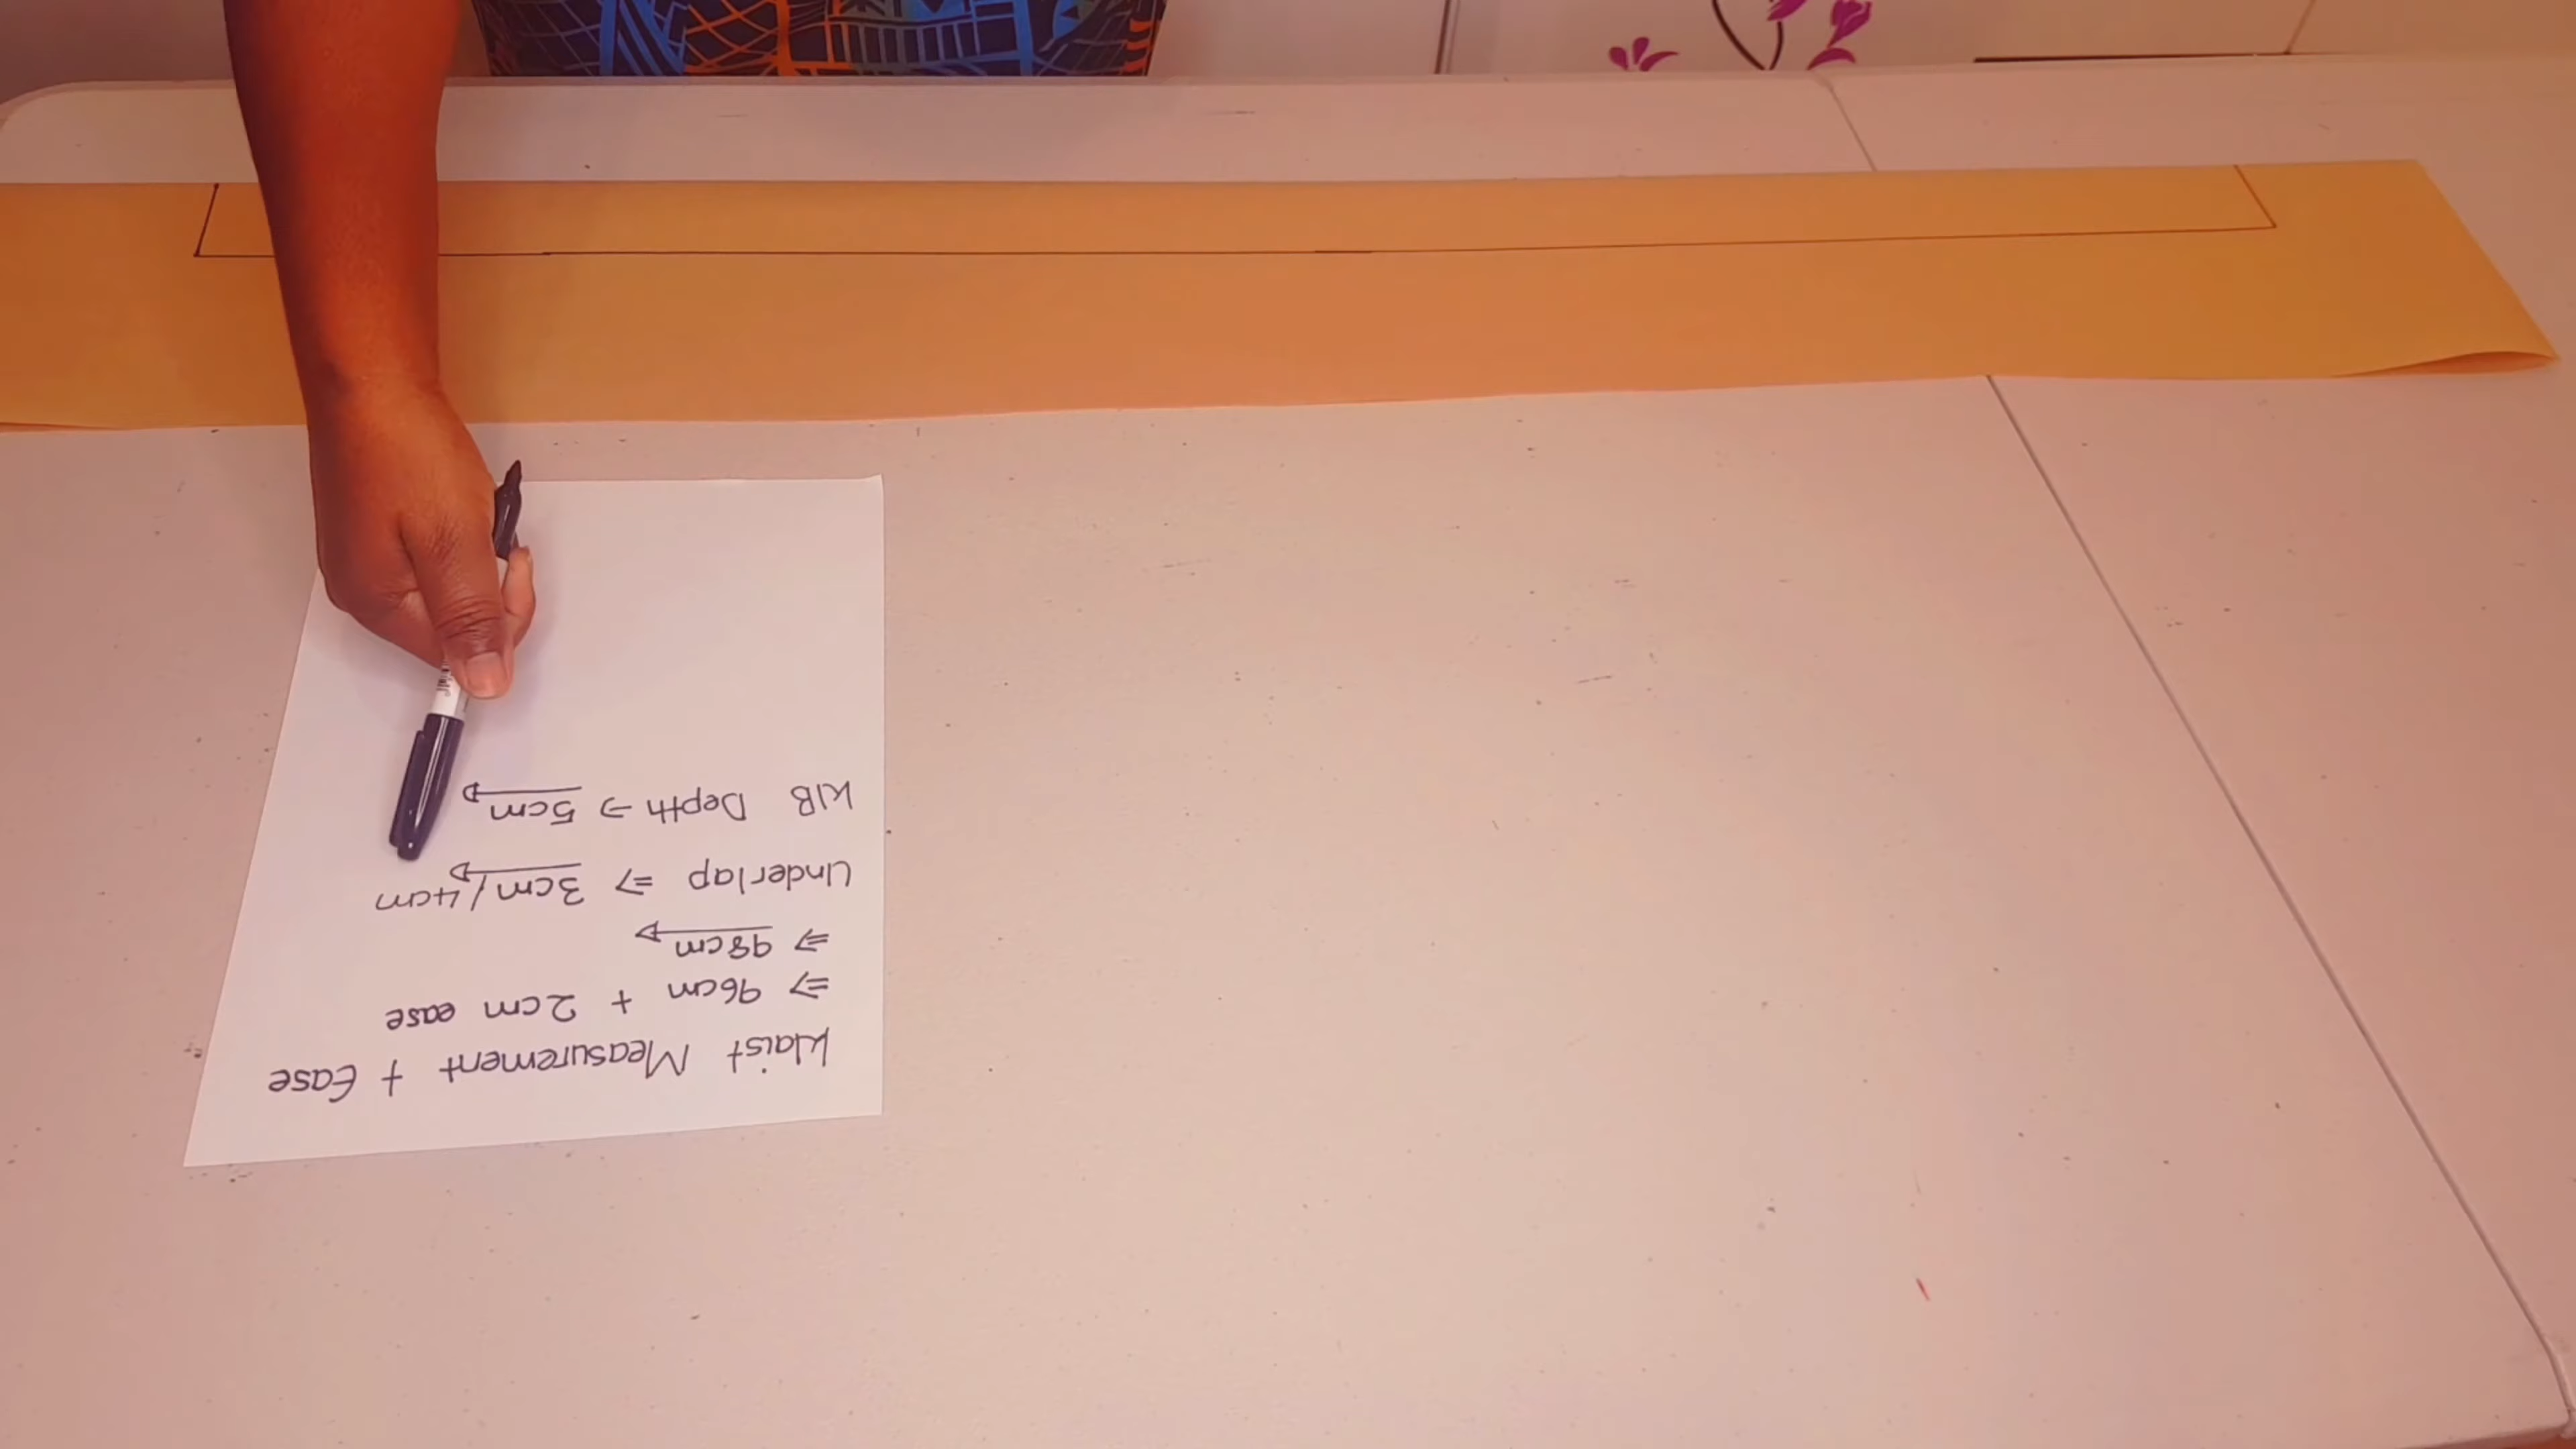 Waist Measurement + Ease
⇒ 96cm + 2cm ease
⇒ 98cm
Underlap ⇒ 3cm/4cm
WB Depth → 5cm